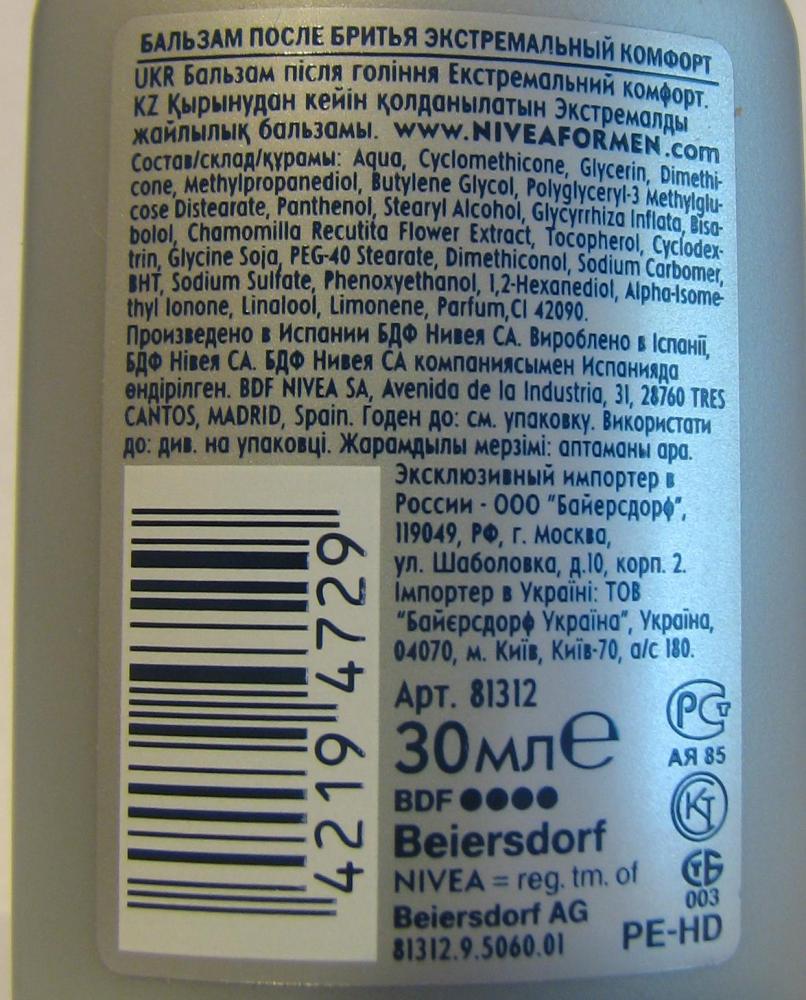 БАЛЬЗАМ ПОСЛЕ БРИТЬЯ ЭКСТРЕМАЛЬНЫЙ КОМФОРТ
UKR Бальзам після гоління Екстремальний комфорт.
KZ Қырынудан кейін қолданылатын Экстремалды
жайлылық бальзамы. www.NIVEAFORMEN.com
Состав/склад/құрамы: Aqua, Cyclomethicone, Glycerin, Dimethi-
cone, Methylpropanediol, Butylene Glycol, Polyglyceryl-3 Methylglu-
cose Distearate, Panthenol, Stearyl Alcohol, Glycyrrhiza Inflata, Bisa-
bolol, Chamomilla Recutita Flower Extract, Tocopherol, Cyclodex-
trin, Glycine Soja, PEG-40 Stearate, Dimethiconol, Sodium Carbomer,
BHT, Sodium Sulfate, Phenoxyethanol, 1,2-Hexanediol, Alpha-Isome-
thyl Ionone, Linalool, Limonene, Parfum,CI 42090.
Произведено в Испании БДФ Нивея СА. Вироблено в Іспанії,
БДФ Нівея СА. БДФ Нивея СА компаниясымен Испанияда
өндірілген. BDF NIVEA SA, Avenida de la Industria, 31, 28760 TRES
CANTOS, MADRID, Spain. Годен до: см. упаковку. Використати
до: див. на упаковці. Жарамдылы мерзімі: аптаманы ара.
Эксклюзивный импортер в
России - ООО "Байерсдорф",
119049, РФ, г. Москва,
ул. Шаболовка, д.10, корп. 2.
Імпортер в Україні: ТОВ
"Байєрсдорф Україна", Україна,
04070, м. Київ, Київ-70, а/с 180.
Арт. 81312
30мл e
BDF ●●●●
Beiersdorf
NIVEA = reg. tm. of
Beiersdorf AG
81312.9.5060.01
4219 4729
РСТ
АЯ 85
КТ
СТБ
003
PE-HD